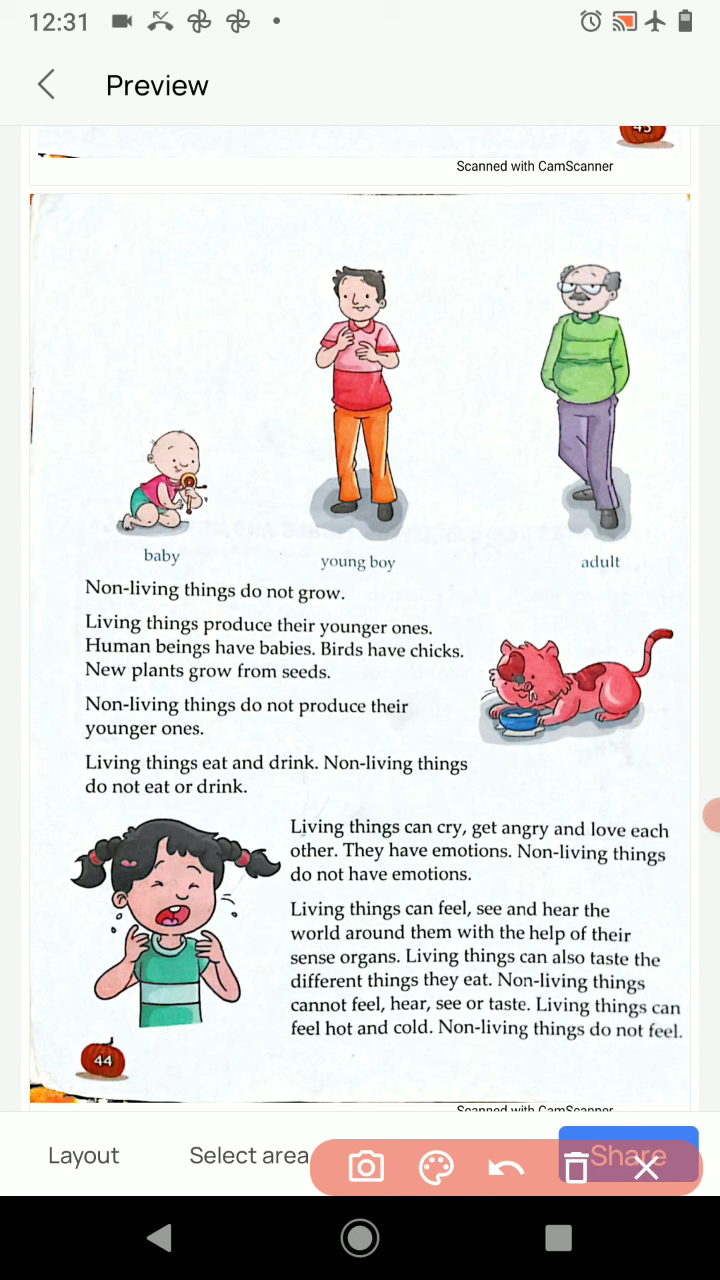 12:31
Preview
Scanned with CamScanner
baby
young boy
adult
Non-living things do not grow.
Living things produce their younger ones.
Human beings have babies. Birds have chicks.
New plants grow from seeds.
Non-living things do not produce their
younger ones.
Living things eat and drink. Non-living things
do not eat or drink.
Living things can cry, get angry and love each
other. They have emotions. Non-living things
do not have emotions.
Living things can feel, see and hear the
world around them with the help of their
sense organs. Living things can also taste the
different things they eat. Non-living things
cannot feel, hear, see or taste. Living things can
feel hot and cold. Non-living things do not feel.
44
Scanned with CamScanner
Layout
Select area
Share